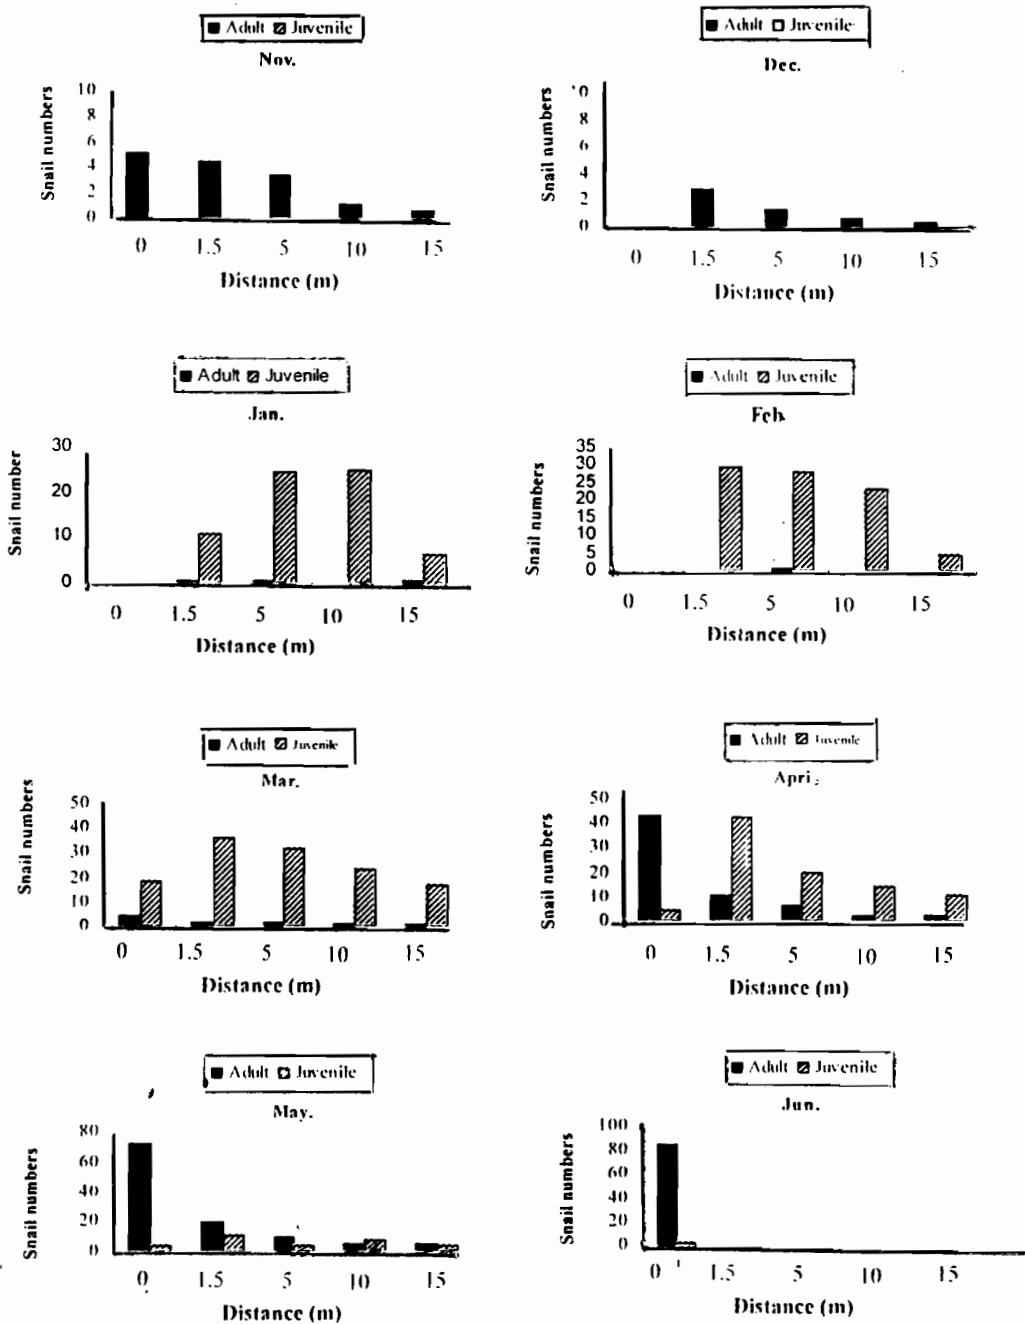 Adult Juvenile
Nov.
Snail numbers
10
8
6
4
2
0
0 1.5 5 10 15
Distance (m)
Adult Juvenile
Dec.
Snail numbers
10
8
6
4
2
0
0 1.5 5 10 15
Distance (m)
Adult Juvenile
Jan.
Snail number
30
20
10
0
0 1.5 5 10 15
Distance (m)
Adult Juvenile
Feb.
Snail numbers
35
30
25
20
15
10
5
0
0 1.5 5 10 15
Distance (m)
Adult Juvenile
Mar.
Snail numbers
50
40
30
20
10
0
0 1.5 5 10 15
Distance (m)
Adult Juvenile
Apri.
Snail numbers
50
40
30
20
10
0
0 1.5 5 10 15
Distance (m)
Adult Juvenile
May.
Snail numbers
80
60
40
20
0
0 1.5 5 10 15
Distance (m)
Adult Juvenile
Jun.
Snail numbers
100
80
60
40
20
0
0 1.5 5 10 15
Distance (m)